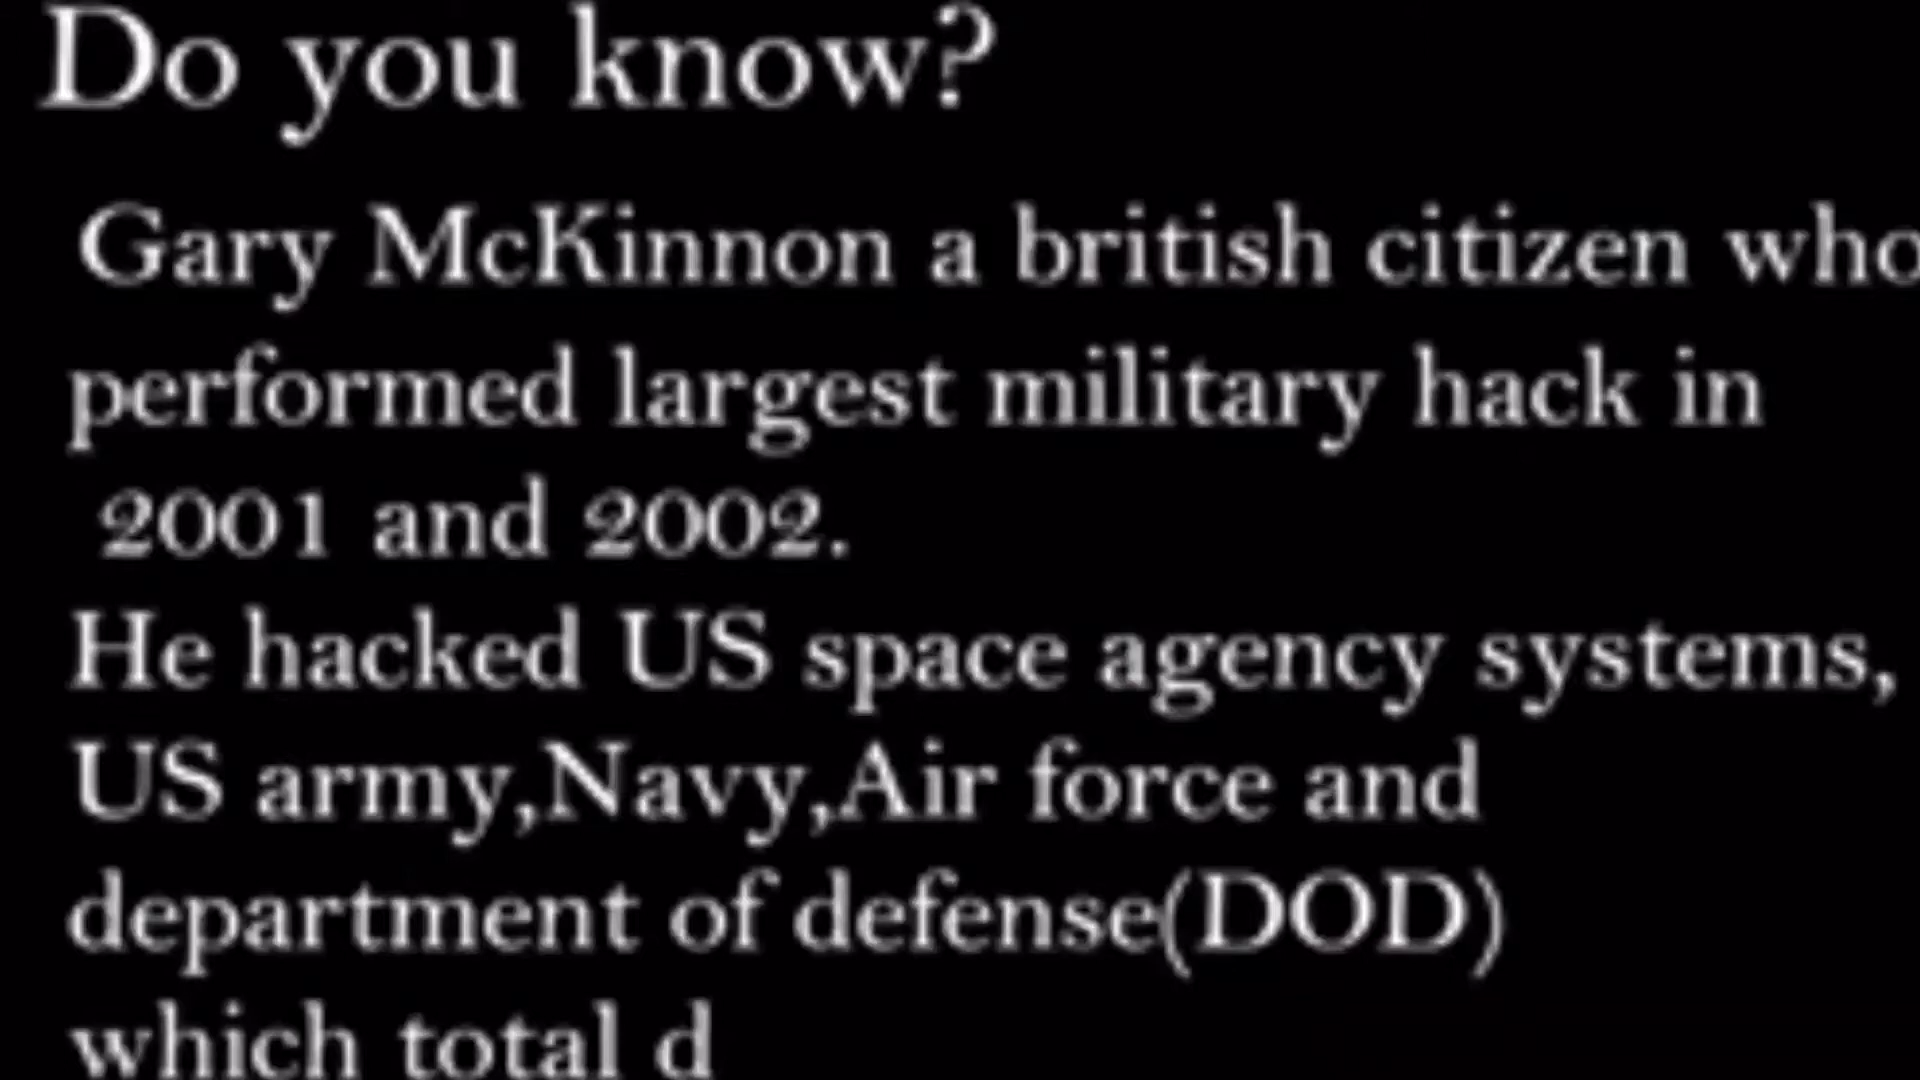 Do you know?
Gary McKinnon a british citizen who
performed largest military hack in
2001 and 2002.
He hacked US space agency systems,
US army,Navy,Air force and
department of defense(DOD)
which total d